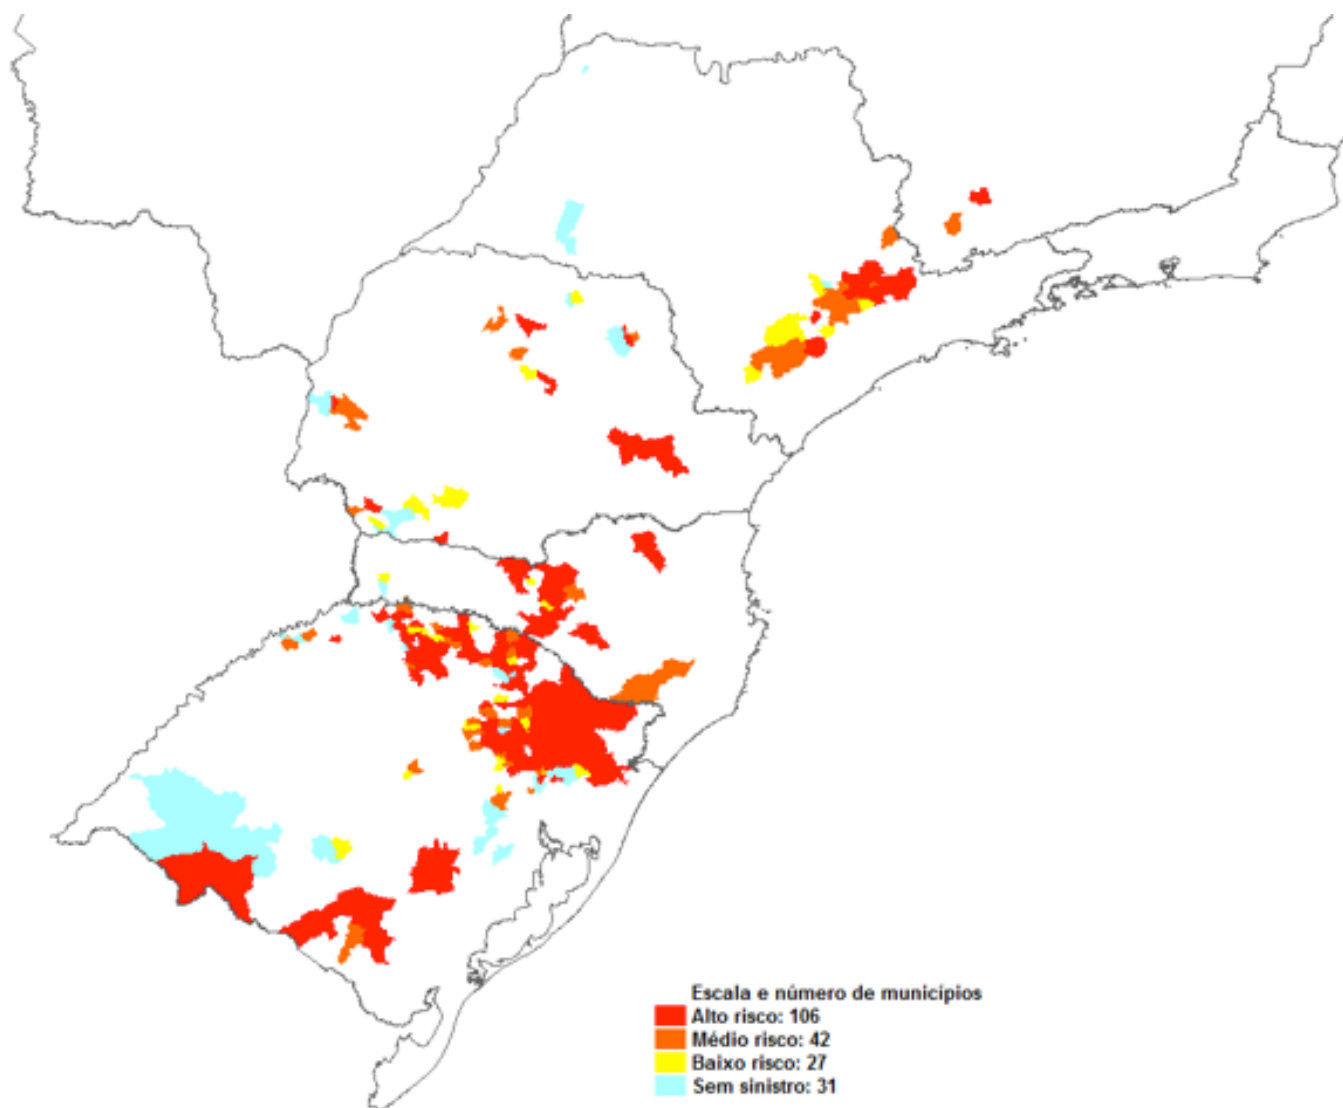 Escala e número de municípios
Alto risco: 106
Médio risco: 42
Baixo risco: 27
Sem sinistro: 31